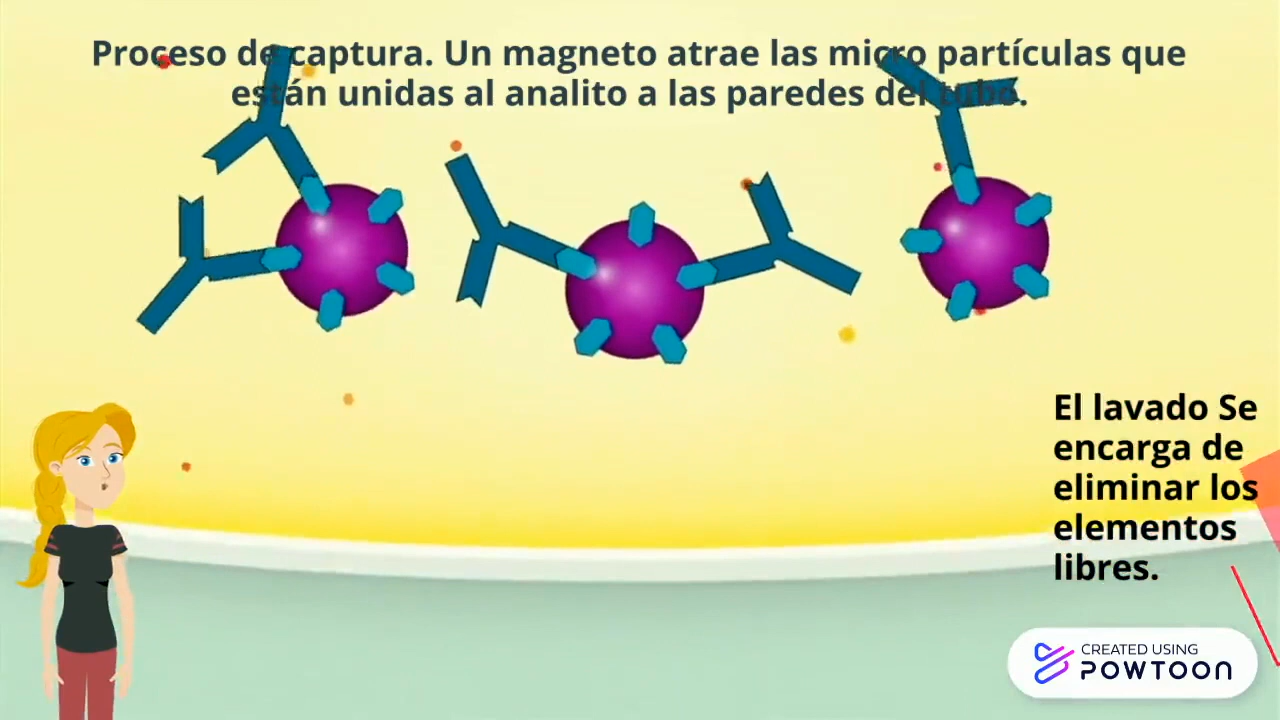 Proceso de captura. Un magneto atrae las micro partículas que
están unidas al analito a las paredes del tubo.
El lavado Se
encarga de
eliminar los
elementos
libres.
CREATED USING
POWTOON